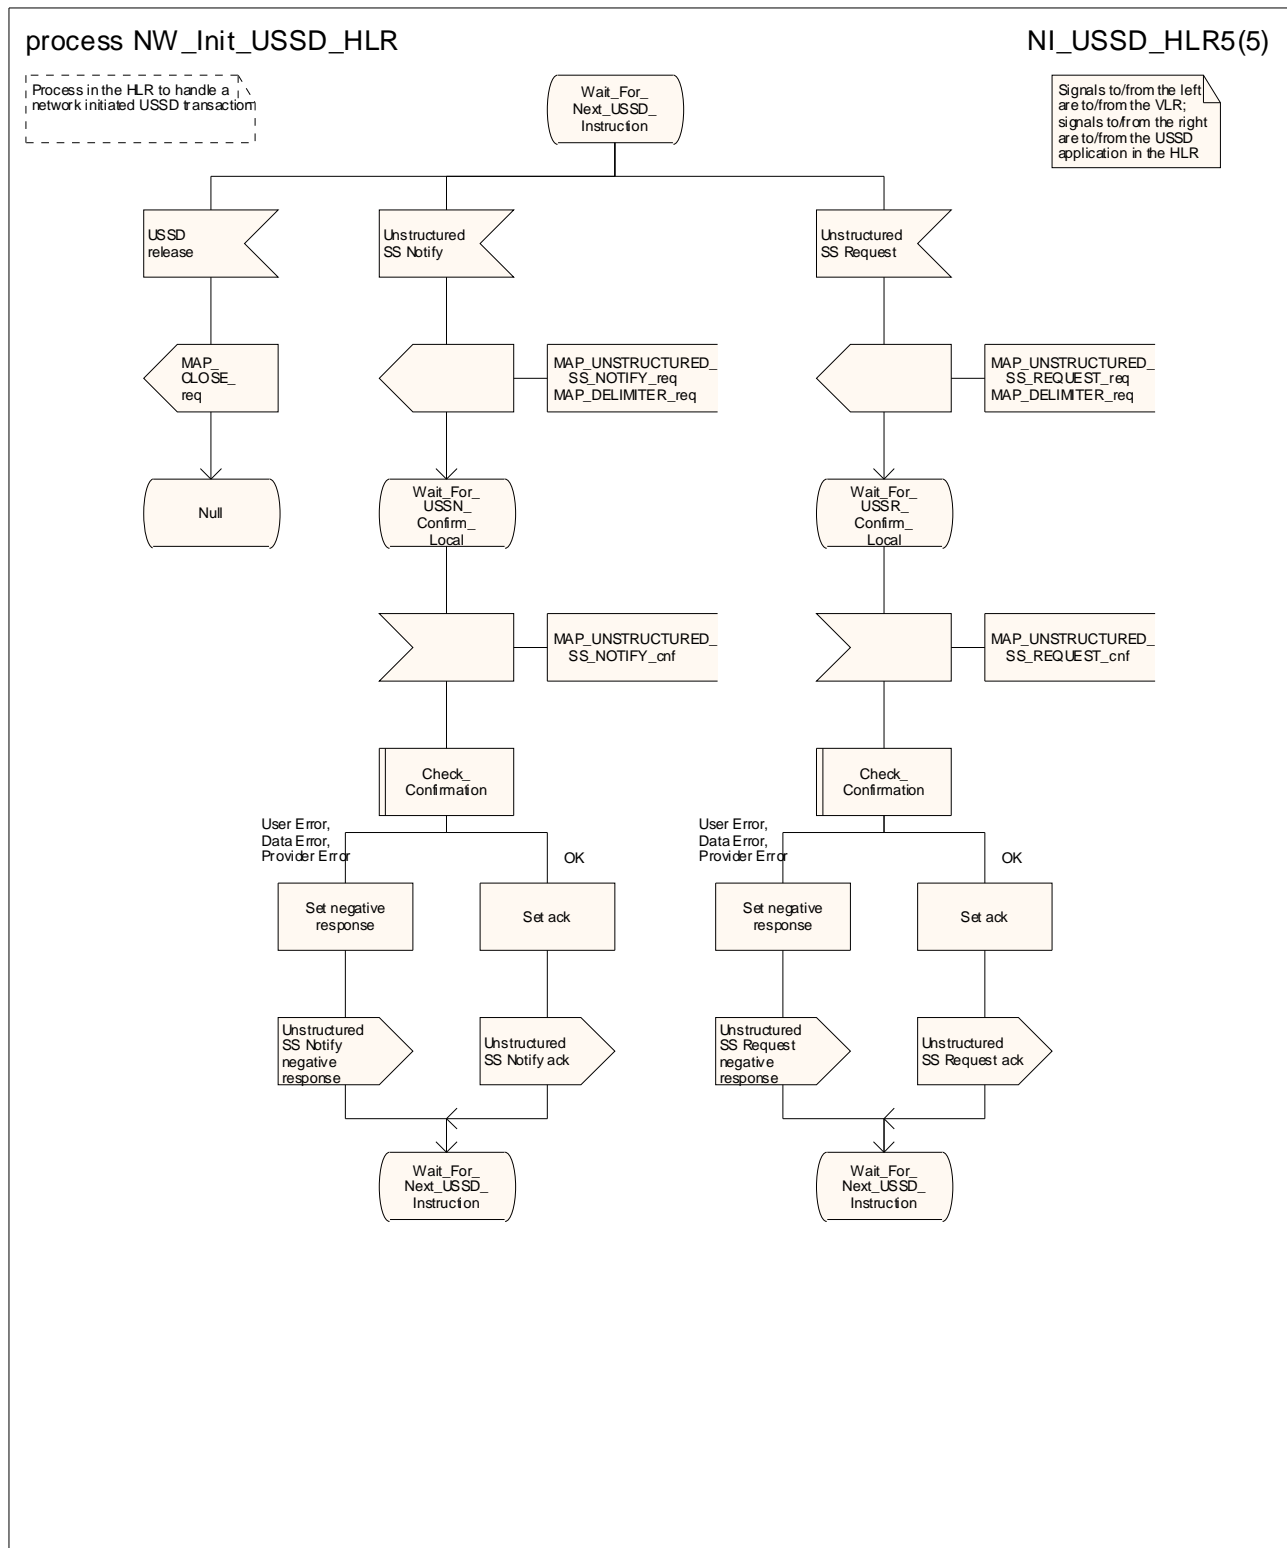 process NW_Init_USSD_HLR
NI_USSD_HLR5(5)
Process in the HLR to handle a
network initiated USSD transaction
Wait_For_
Next_USSD_
Instruction
Signals to/from the left
are to/from the VLR;
signals to/from the right
are to/from the USSD
application in the HLR
USSD
release
Unstructured
SS Notify
Unstructured
SS Request
MAP_
CLOSE_
req
MAP_UNSTRUCTURED_
SS_NOTIFY_req
MAP_DELIMITER_req
MAP_UNSTRUCTURED_
SS_REQUEST_req
MAP_DELIMITER_req
Null
Wait_For_
USSN_
Confirm_
Local
Wait_For_
USSR_
Confirm_
Local
MAP_UNSTRUCTURED_
SS_NOTIFY_cnf
MAP_UNSTRUCTURED_
SS_REQUEST_cnf
Check_
Confirmation
Check_
Confirmation
User Error,
Data Error,
Provider Error
OK
User Error,
Data Error,
Provider Error
OK
Set negative
response
Set ack
Set negative
response
Set ack
Unstructured
SS Notify
negative
response
Unstructured
SS Notify ack
Unstructured
SS Request
negative
response
Unstructured
SS Request ack
Wait_For_
Next_USSD_
Instruction
Wait_For_
Next_USSD_
Instruction